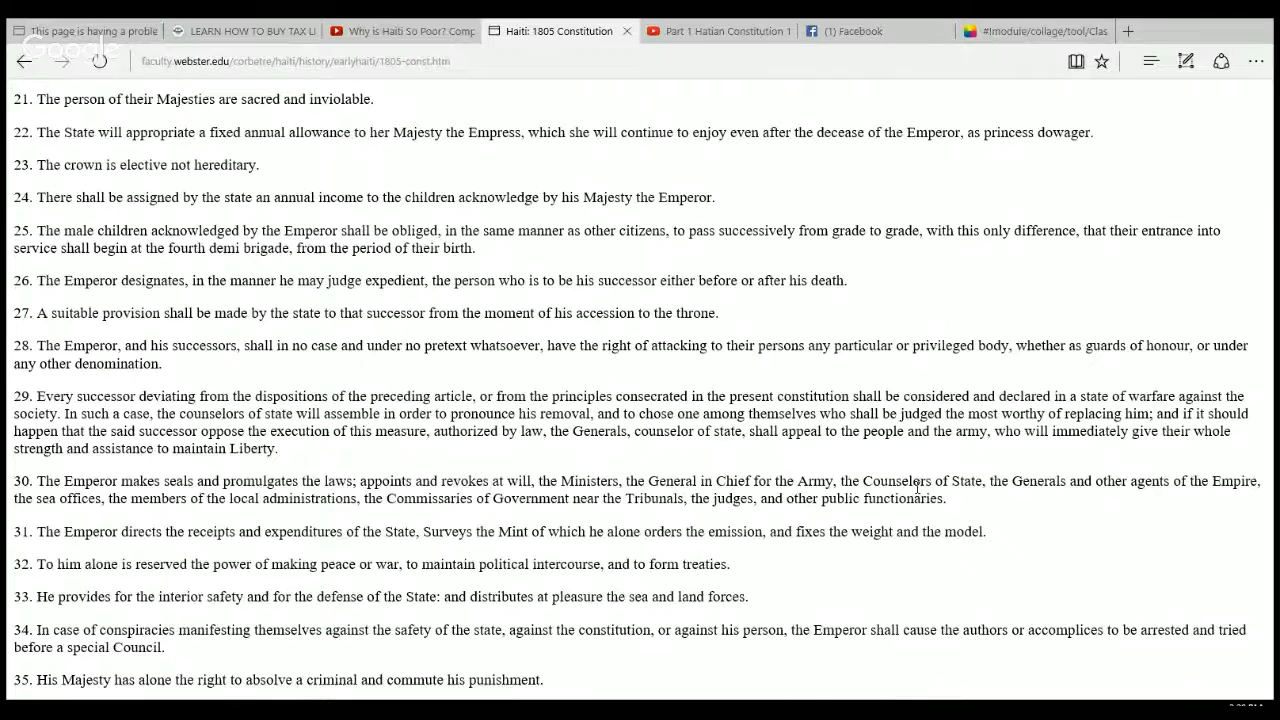 This page is having a proble
LEARN HOW TO BUY TAX LI
Why is Haiti So Poor? Comp
Haiti: 1805 Constitution
Part 1 Hatian Constitution 1
(1) Facebook
#!module/collage/tool/Clas
Google
faculty.webster.edu/corbetre/haiti/history/earlyhaiti/1805-const.htm
21. The person of their Majesties are sacred and inviolable.
22. The State will appropriate a fixed annual allowance to her Majesty the Empress, which she will continue to enjoy even after the decease of the Emperor, as princess dowager.
23. The crown is elective not hereditary.
24. There shall be assigned by the state an annual income to the children acknowledge by his Majesty the Emperor.
25. The male children acknowledged by the Emperor shall be obliged, in the same manner as other citizens, to pass successively from grade to grade, with this only difference, that their entrance into
service shall begin at the fourth demi brigade, from the period of their birth.
26. The Emperor designates, in the manner he may judge expedient, the person who is to be his successor either before or after his death.
27. A suitable provision shall be made by the state to that successor from the moment of his accession to the throne.
28. The Emperor, and his successors, shall in no case and under no pretext whatsoever, have the right of attacking to their persons any particular or privileged body, whether as guards of honour, or under
any other denomination.
29. Every successor deviating from the dispositions of the preceding article, or from the principles consecrated in the present constitution shall be considered and declared in a state of warfare against the
society. In such a case, the counselors of state will assemble in order to pronounce his removal, and to chose one among themselves who shall be judged the most worthy of replacing him; and if it should
happen that the said successor oppose the execution of this measure, authorized by law, the Generals, counselor of state, shall appeal to the people and the army, who will immediately give their whole
strength and assistance to maintain Liberty.
30. The Emperor makes seals and promulgates the laws; appoints and revokes at will, the Ministers, the General in Chief for the Army, the Counselors of State, the Generals and other agents of the Empire,
the sea offices, the members of the local administrations, the Commissaries of Government near the Tribunals, the judges, and other public functionaries.
31. The Emperor directs the receipts and expenditures of the State, Surveys the Mint of which he alone orders the emission, and fixes the weight and the model.
32. To him alone is reserved the power of making peace or war, to maintain political intercourse, and to form treaties.
33. He provides for the interior safety and for the defense of the State: and distributes at pleasure the sea and land forces.
34. In case of conspiracies manifesting themselves against the safety of the state, against the constitution, or against his person, the Emperor shall cause the authors or accomplices to be arrested and tried
before a special Council.
35. His Majesty has alone the right to absolve a criminal and commute his punishment.